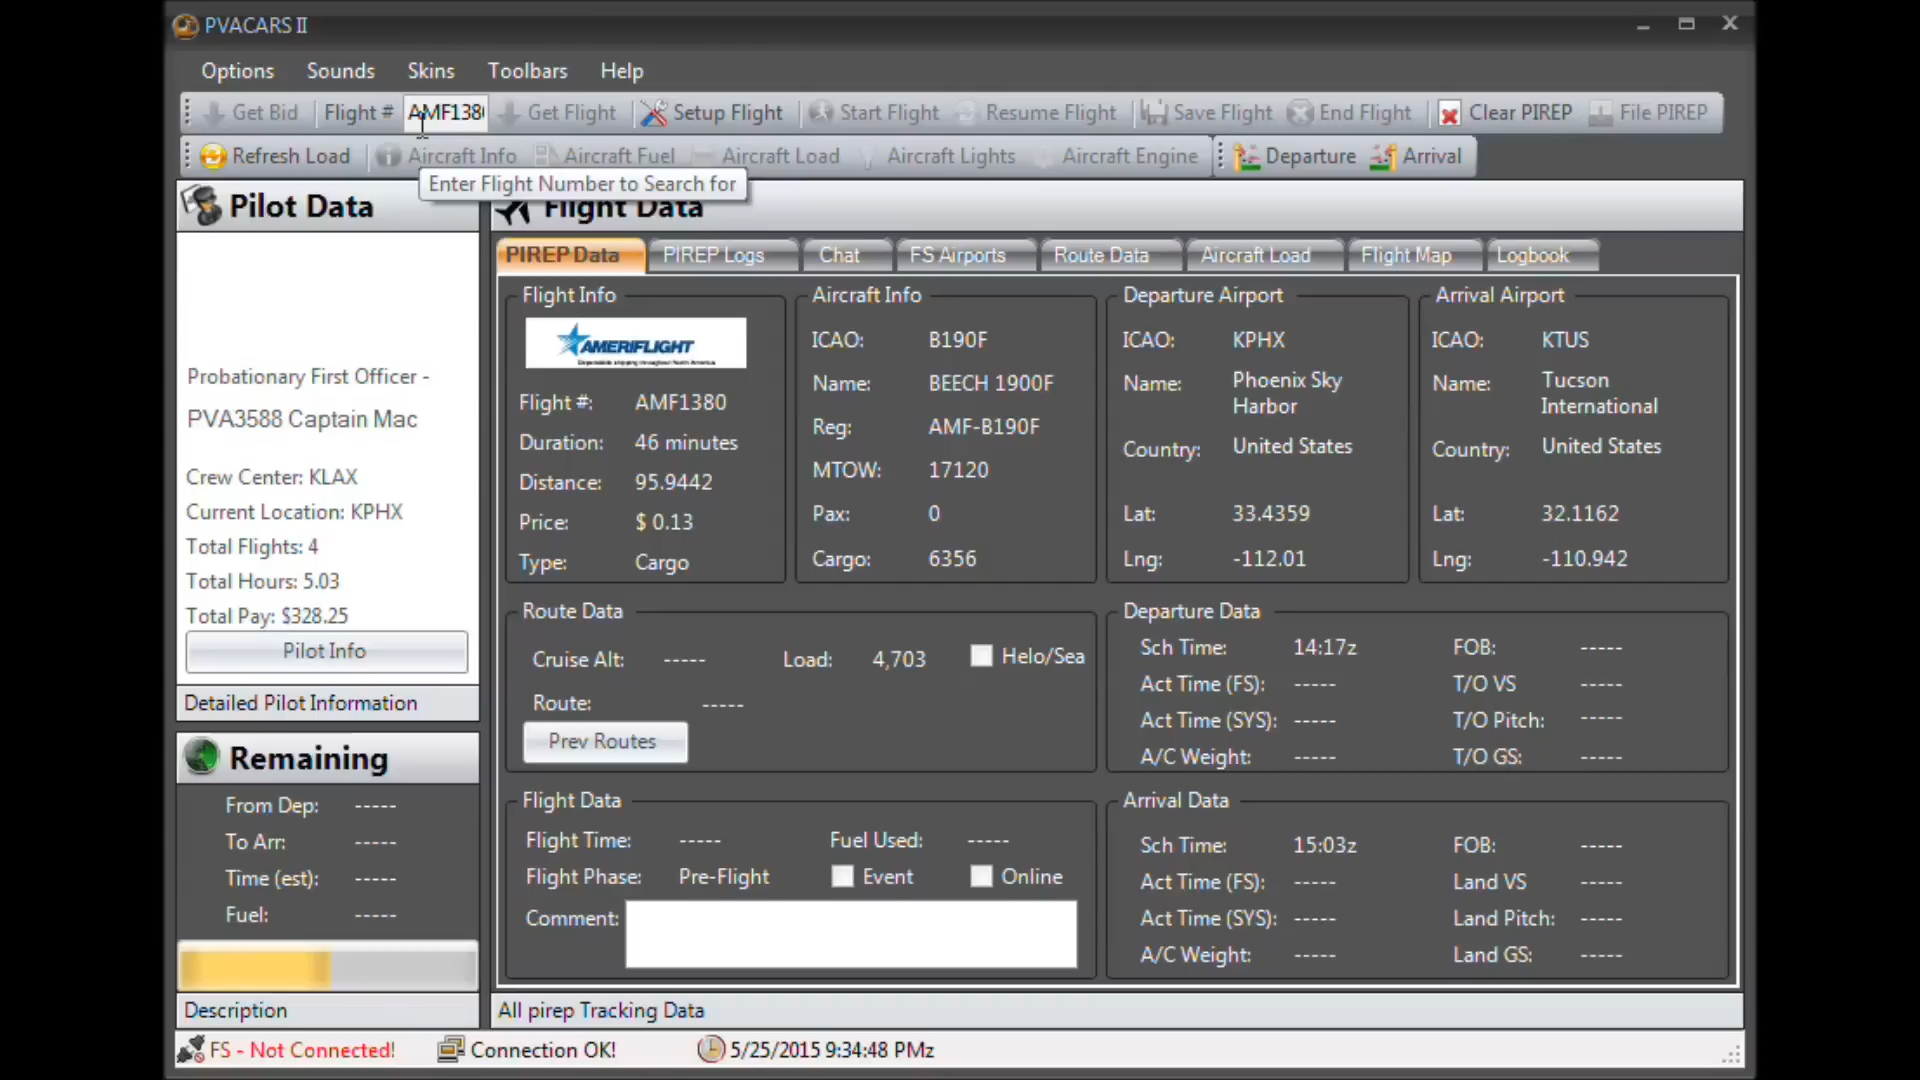 PVACARS II
Options Sounds Skins Toolbars Help
Get Bid Flight # AMF1380 Get Flight Setup Flight Start Flight Resume Flight Save Flight End Flight Clear PIREP File PIREP
Refresh Load Aircraft Info Aircraft Fuel Aircraft Load Aircraft Lights Aircraft Engine Departure Arrival
Enter Flight Number to Search for
Pilot Data
Probationary First Officer -
PVA3588 Captain Mac
Crew Center: KLAX
Current Location: KPHX
Total Flights: 4
Total Hours: 5.03
Total Pay: $328.25
Pilot Info
Detailed Pilot Information
Remaining
From Dep: -----
To Arr: -----
Time (est): -----
Fuel: -----
Description
Flight Data
PIREP Data PIREP Logs Chat FS Airports Route Data Aircraft Load Flight Map Logbook
Flight Info
AMERIFLIGHT
Flight #: AMF1380
Duration: 46 minutes
Distance: 95.9442
Price: $ 0.13
Type: Cargo
Aircraft Info
ICAO: B190F
Name: BEECH 1900F
Reg: AMF-B190F
MTOW: 17120
Pax: 0
Cargo: 6356
Departure Airport
ICAO: KPHX
Name: Phoenix Sky
Harbor
Country: United States
Lat: 33.4359
Lng: -112.01
Arrival Airport
ICAO: KTUS
Name: Tucson
International
Country: United States
Lat: 32.1162
Lng: -110.942
Route Data
Cruise Alt: ----- Load: 4,703 Helo/Sea
Route: -----
Prev Routes
Departure Data
Sch Time: 14:17z FOB: -----
Act Time (FS): ----- T/O VS -----
Act Time (SYS): ----- T/O Pitch: -----
A/C Weight: ----- T/O GS: -----
Flight Data
Flight Time: ----- Fuel Used: -----
Flight Phase: Pre-Flight Event Online
Comment:
Arrival Data
Sch Time: 15:03z FOB: -----
Act Time (FS): ----- Land VS -----
Act Time (SYS): ----- Land Pitch: -----
A/C Weight: ----- Land GS: -----
All pirep Tracking Data
FS - Not Connected! Connection OK! 5/25/2015 9:34:48 PMz